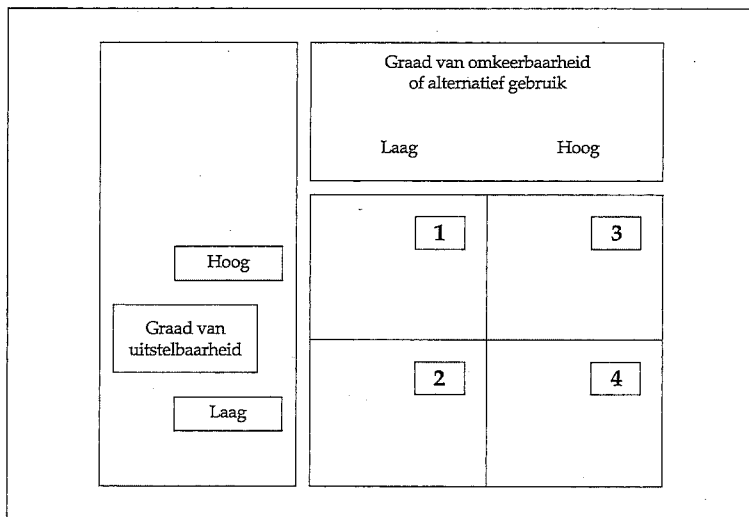 Graad van omkeerbaarheid
of alternatief gebruik
Laag
Hoog
1
3
Hoog
Graad van
uitstelbaarheid
2
4
Laag